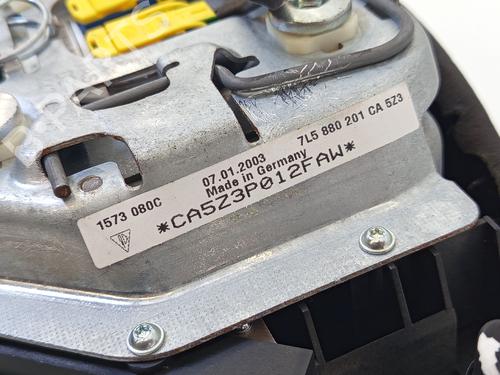 07.01.2003 7L5 880 201 CA 5Z3
1573 080C Made in Germany
*CA5Z3P012FAW*